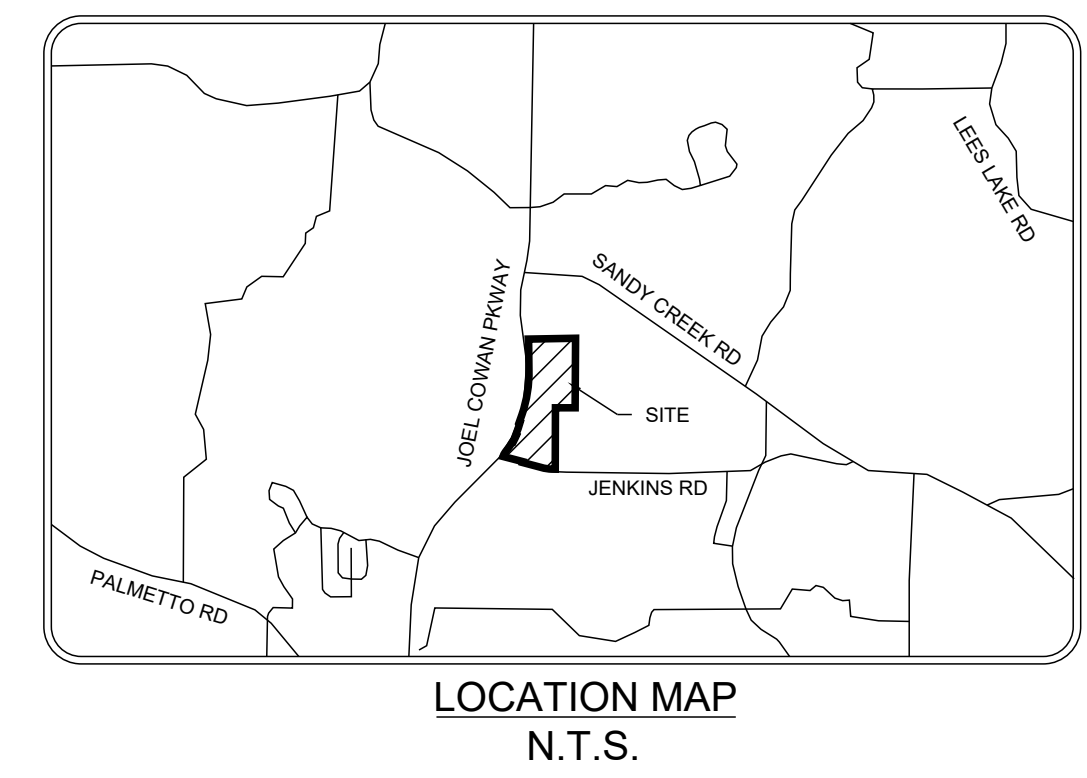 LEES LAKE RD
SANDY CREEK RD
JOEL COWAN PKWAY
SITE
JENKINS RD
PALMETTO RD
LOCATION MAP
N.T.S.